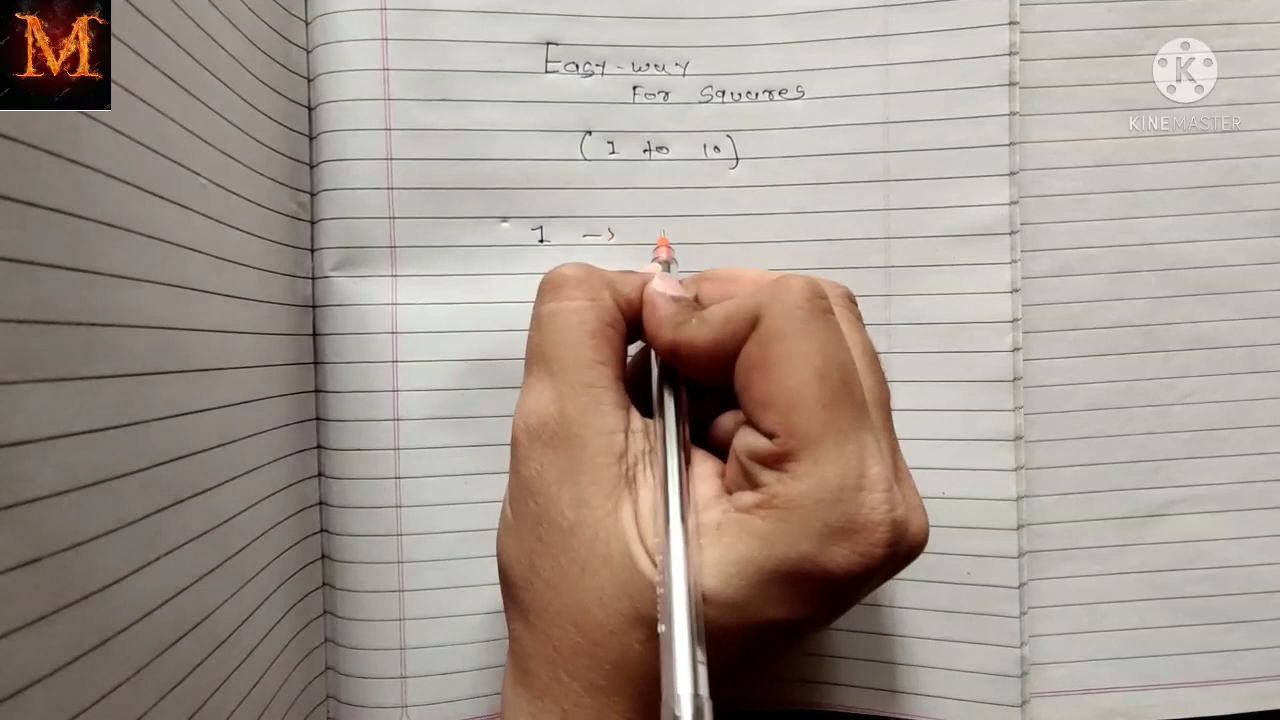 M
KINEMASTER
Easy-way
For Squares
(1 to 10)
1 →